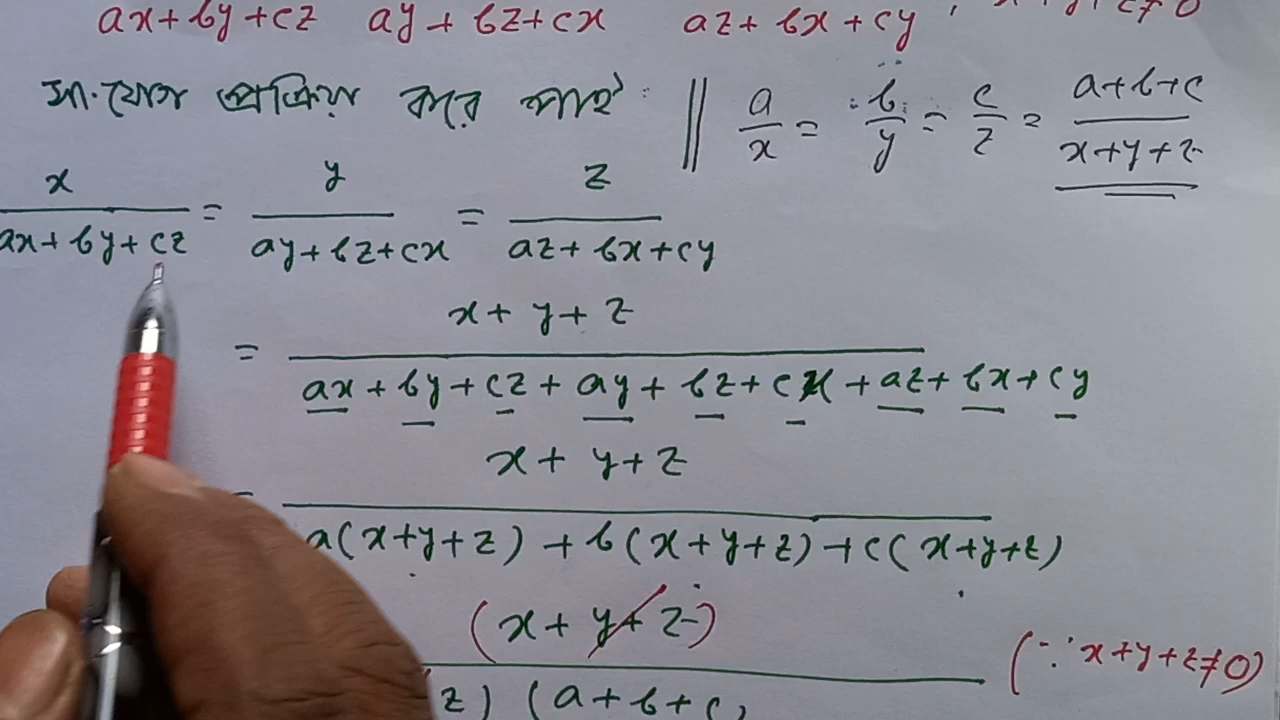 ax+by+cz ay+bz+cx az+bx+cy ,
সংযোগ প্রক্রিয়া করে পাই : || a/x = b/y = c/z = a+b+c/x+y+z
x/ax+by+cz = y/ay+bz+cx = z/az+bx+cy
= x+y+z/ax+by+cz+ay+bz+cx+az+bx+cy
= x+y+z/a(x+y+z)+b(x+y+z)+c(x+y+z)
(x+y+z)/z)(a+b+c) (∵ x+y+z≠0)